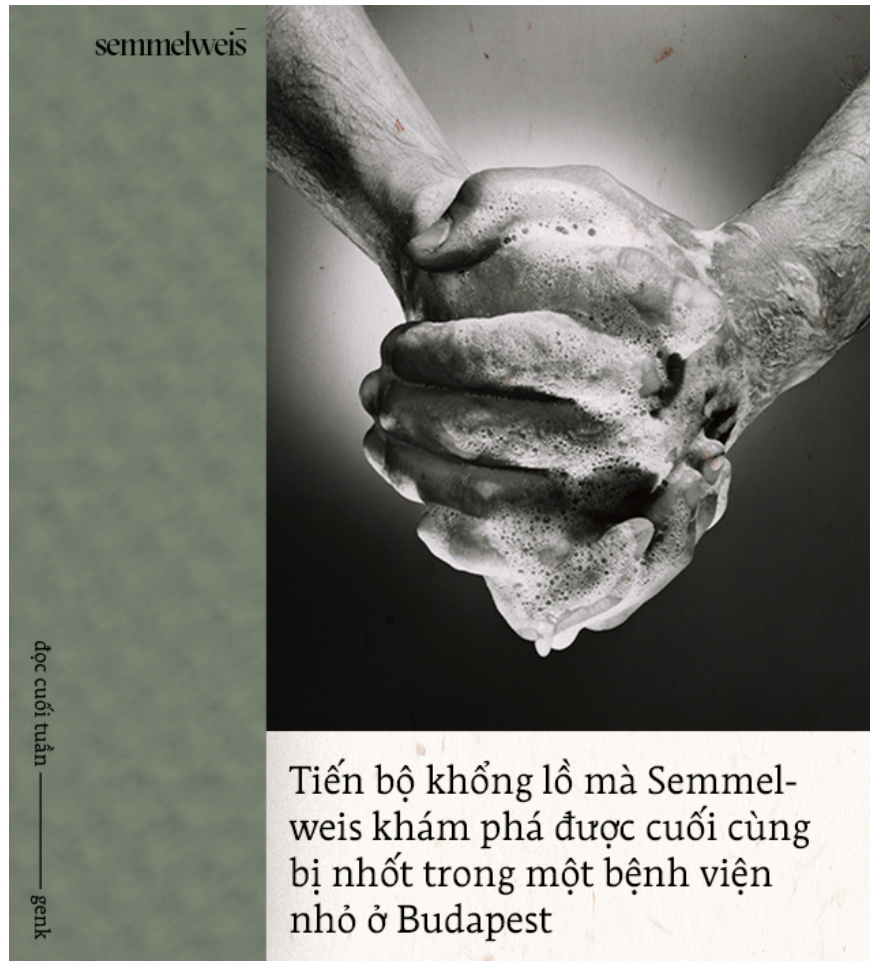 semmelweis
Tiến bộ khổng lồ mà Semmel-
weis khám phá được cuối cùng
bị nhốt trong một bệnh viện
nhỏ ở Budapest
đọc cuối tuần — genk